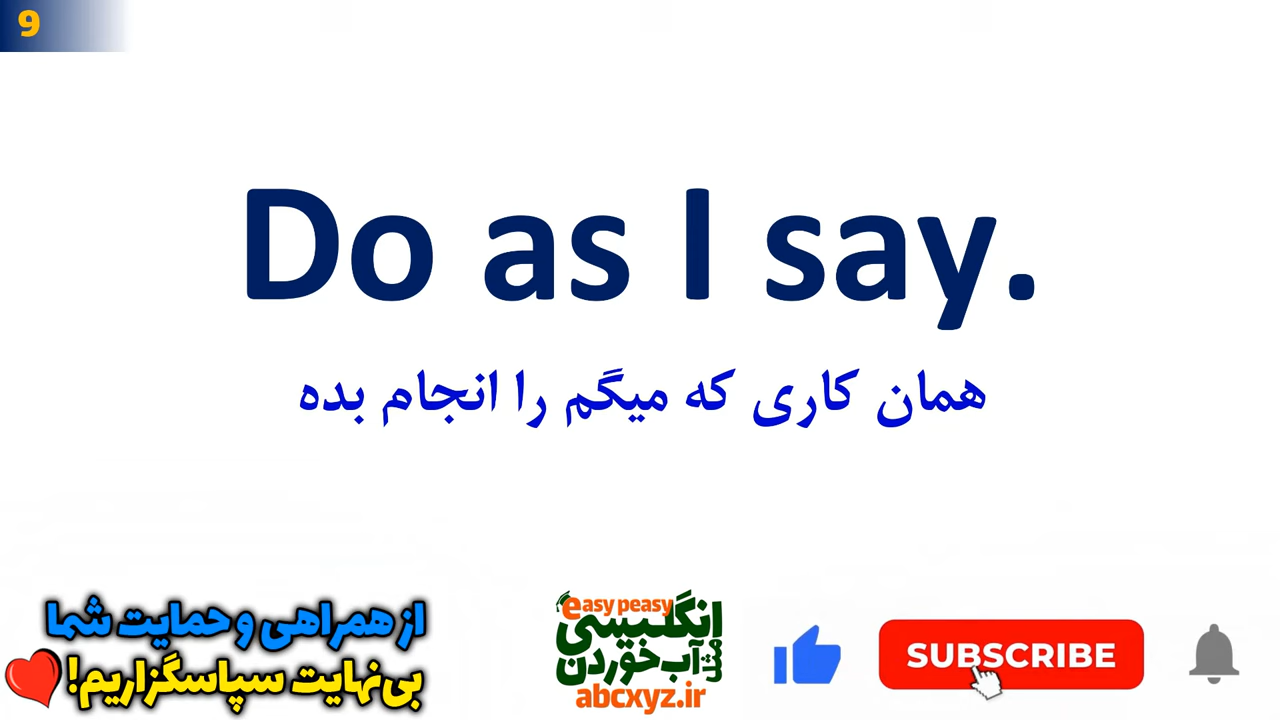 9
Do as I say.
همان کاری که میگم را انجام بده
از همراهی و حمایت شما
بی‌نهایت سپاسگزاریم!
easy peasy
انگلیسی
مثل آب خوردن
abcxyz.ir
SUBSCRIBE